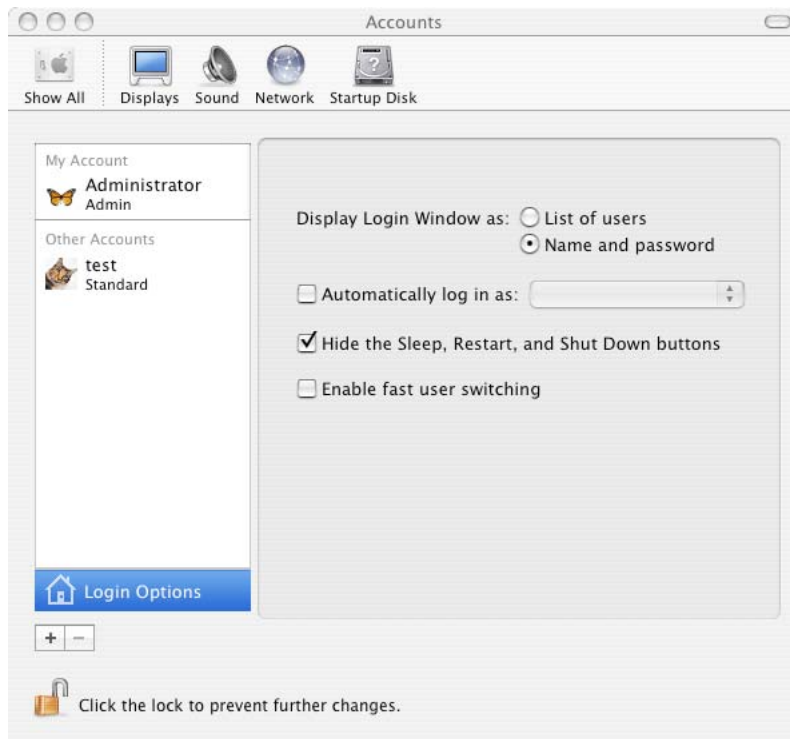 Accounts
Show All
Displays
Sound
Network
Startup Disk
My Account
Administrator
Admin
Other Accounts
test
Standard
Login Options
Display Login Window as:
List of users
Name and password
Automatically log in as:
Hide the Sleep, Restart, and Shut Down buttons
Enable fast user switching
Click the lock to prevent further changes.